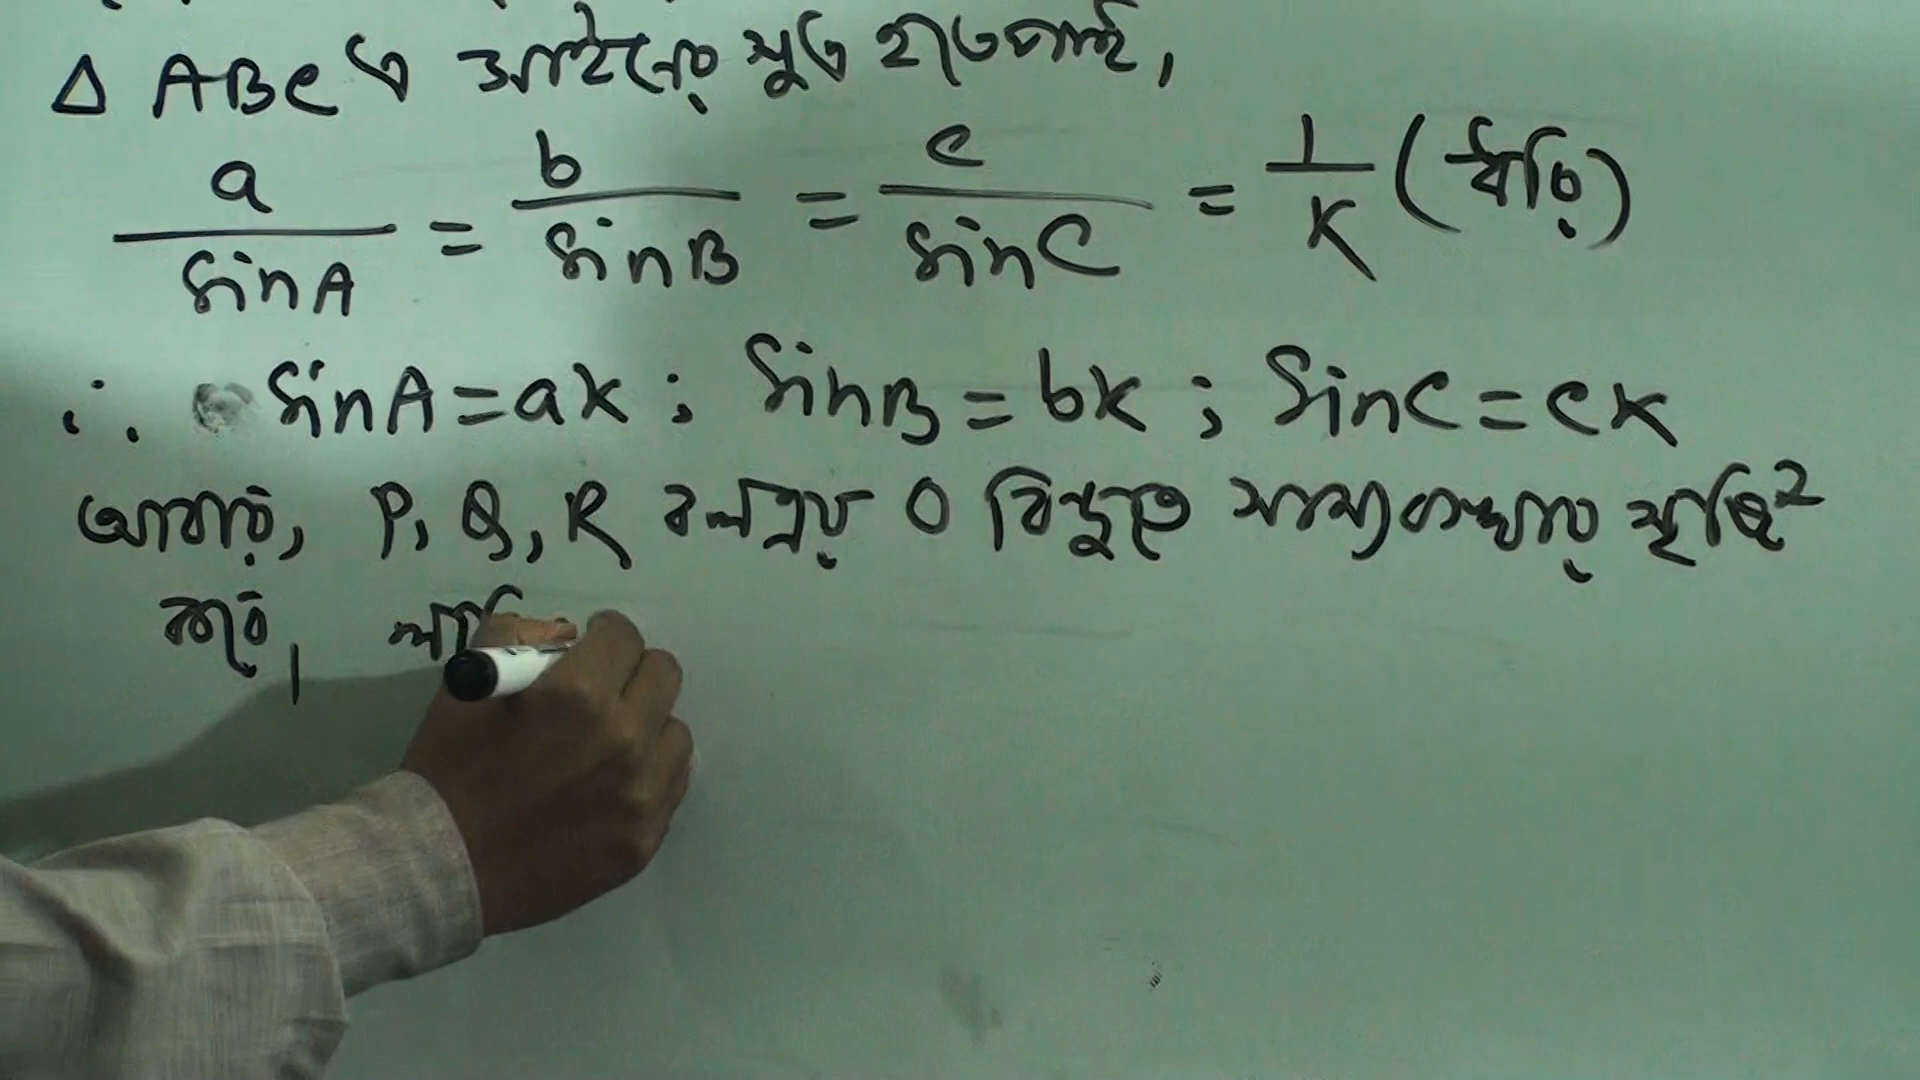 △ ABC এ সাইনের সূত্র হতে পাই,
a/sinA = b/sinB = c/sinC = 1/K (ধরি)
∴ sinA = aK ; sinB = bK ; sinC = cK
আবার, P, Q, R বলত্রয় O বিন্দুতে সাম্যাবস্থার সৃষ্টি
করে,